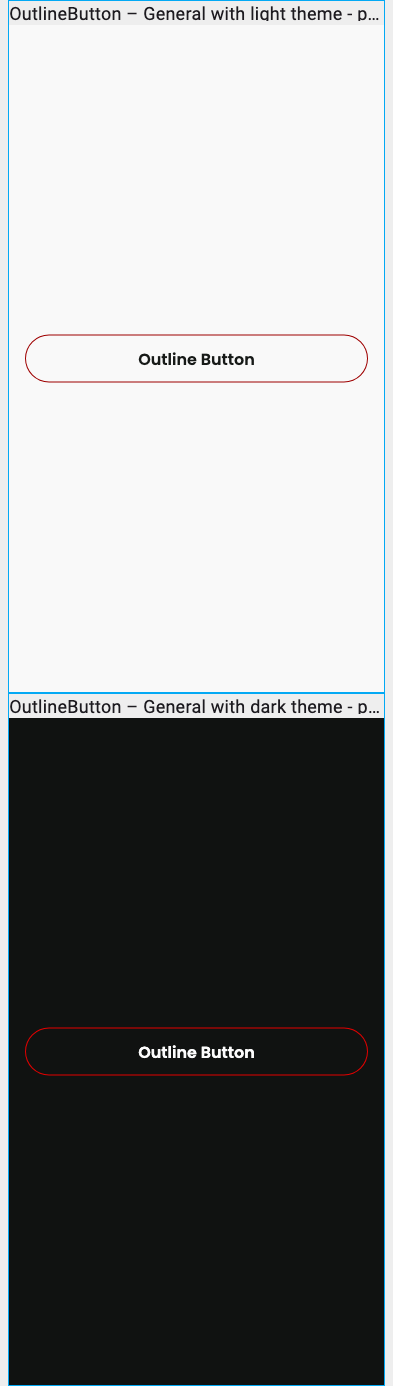 OutlineButton – General with light theme - p...
Outline Button
OutlineButton – General with dark theme - p...
Outline Button